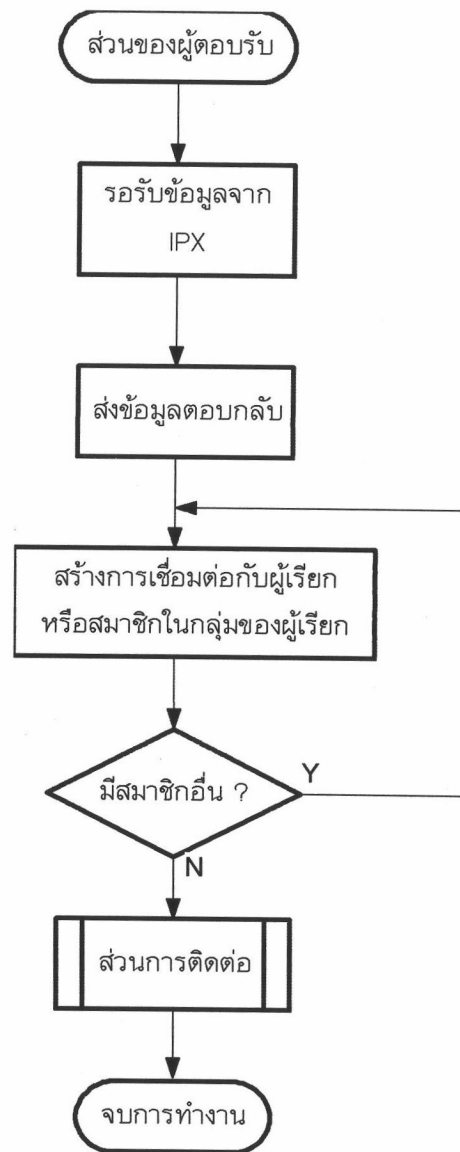 ส่วนของผู้ตอบรับ
รอรับข้อมูลจาก
IPX
ส่งข้อมูลตอบกลับ
สร้างการเชื่อมต่อกับผู้เรียก
หรือสมาชิกในกลุ่มของผู้เรียก
มีสมาชิกอื่น ?
Y
N
ส่วนการติดต่อ
จบการทำงาน